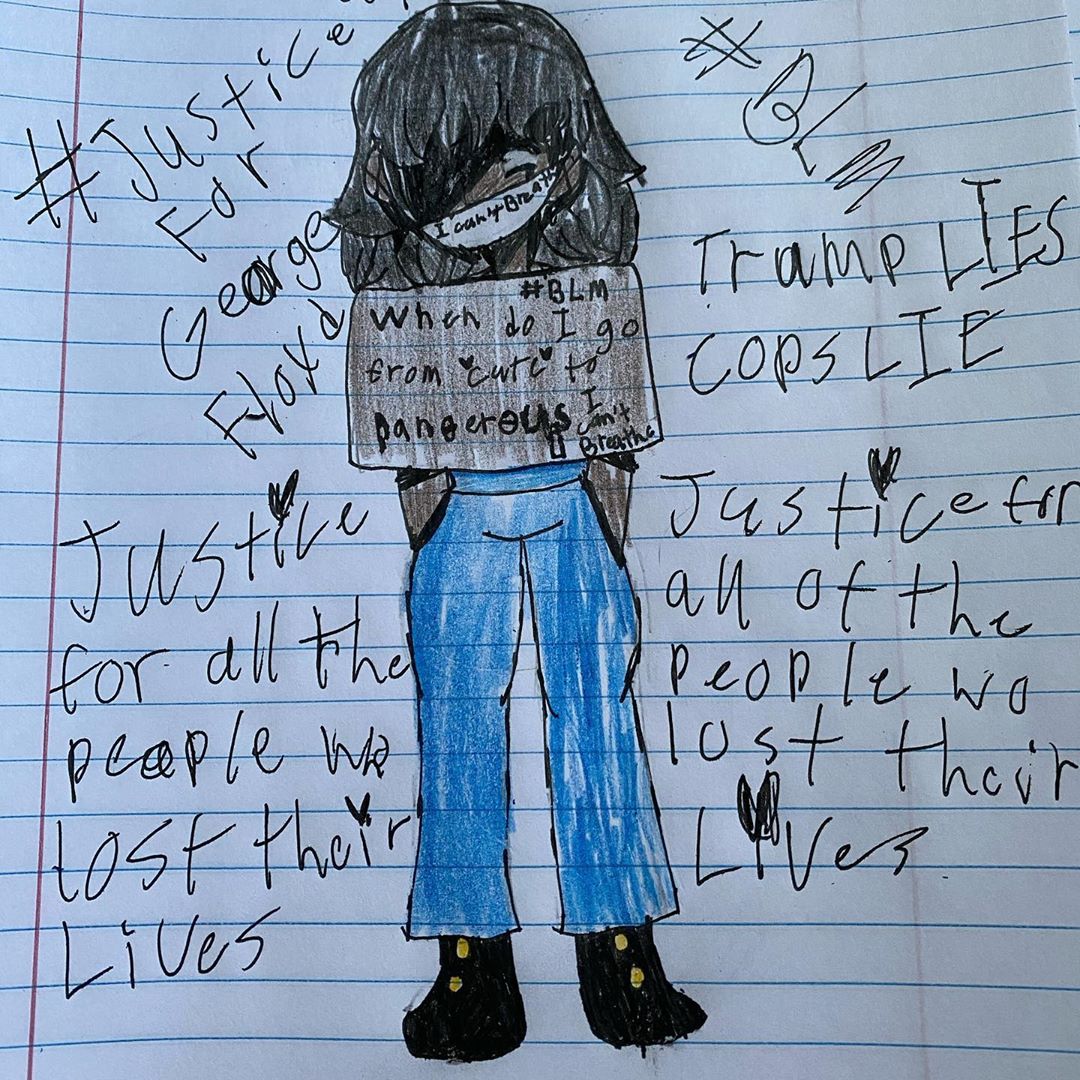 #Justice
For
George
Floyd
#BLM
I can't Breath
#BLM
When do I go
from "cute" to
Dangerous
I
can't
Breathe
Tramp LIES
COPS LIE
Justice
for all the
people wo
lost their
Lives
Justice for
all of the
people wo
lost their
Lives